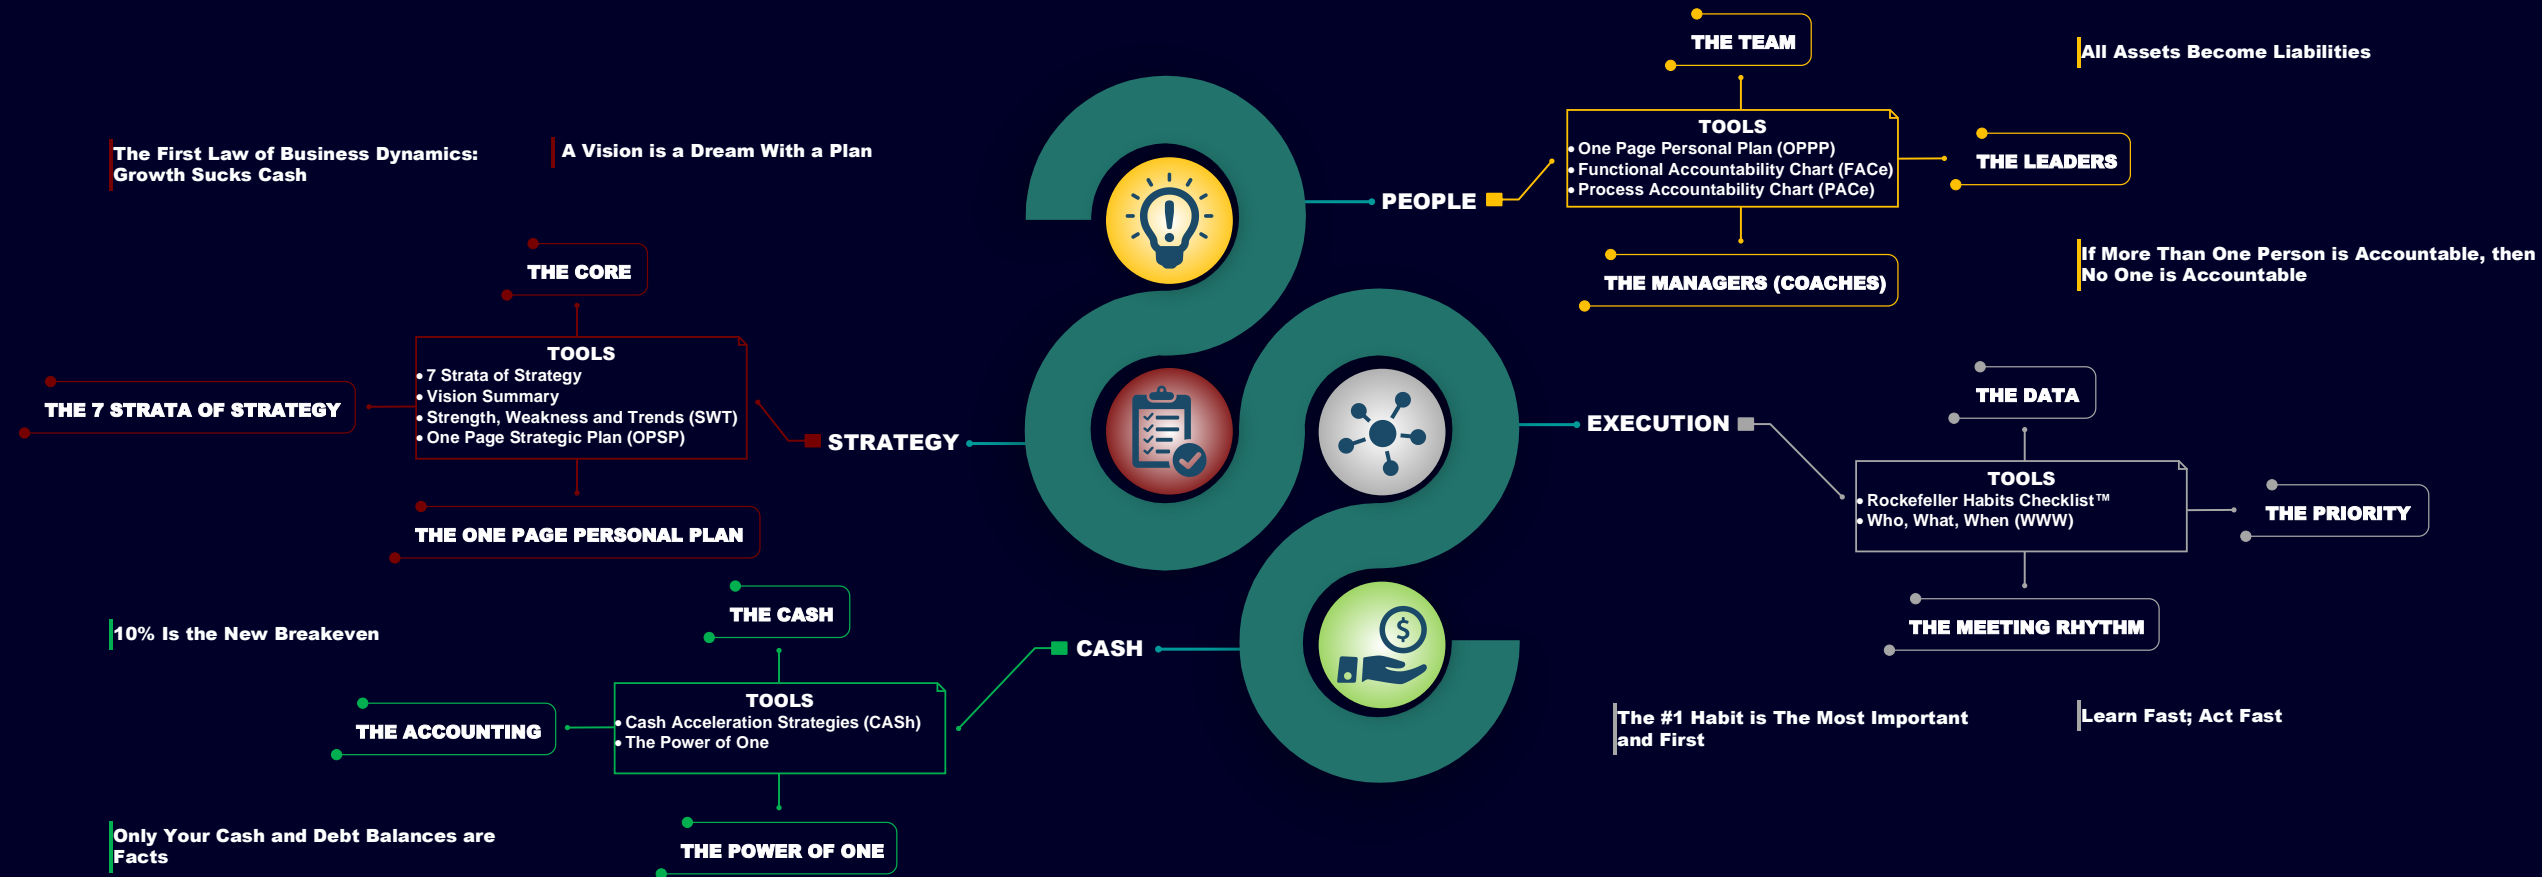 THE TEAM
All Assets Become Liabilities
TOOLS
• One Page Personal Plan (OPPP)
• Functional Accountability Chart (FACe)
• Process Accountability Chart (PACe)
THE LEADERS
PEOPLE
THE MANAGERS (COACHES)
If More Than One Person is Accountable, then
No One is Accountable
The First Law of Business Dynamics:
Growth Sucks Cash
A Vision is a Dream With a Plan
THE CORE
TOOLS
• 7 Strata of Strategy
• Vision Summary
• Strength, Weakness and Trends (SWT)
• One Page Strategic Plan (OPSP)
THE 7 STRATA OF STRATEGY
STRATEGY
THE ONE PAGE PERSONAL PLAN
EXECUTION
THE DATA
TOOLS
• Rockefeller Habits Checklist™
• Who, What, When (WWW)
THE PRIORITY
THE MEETING RHYTHM
The #1 Habit is The Most Important
and First
Learn Fast; Act Fast
10% Is the New Breakeven
THE CASH
CASH
$
TOOLS
• Cash Acceleration Strategies (CASh)
• The Power of One
THE ACCOUNTING
THE POWER OF ONE
Only Your Cash and Debt Balances are
Facts